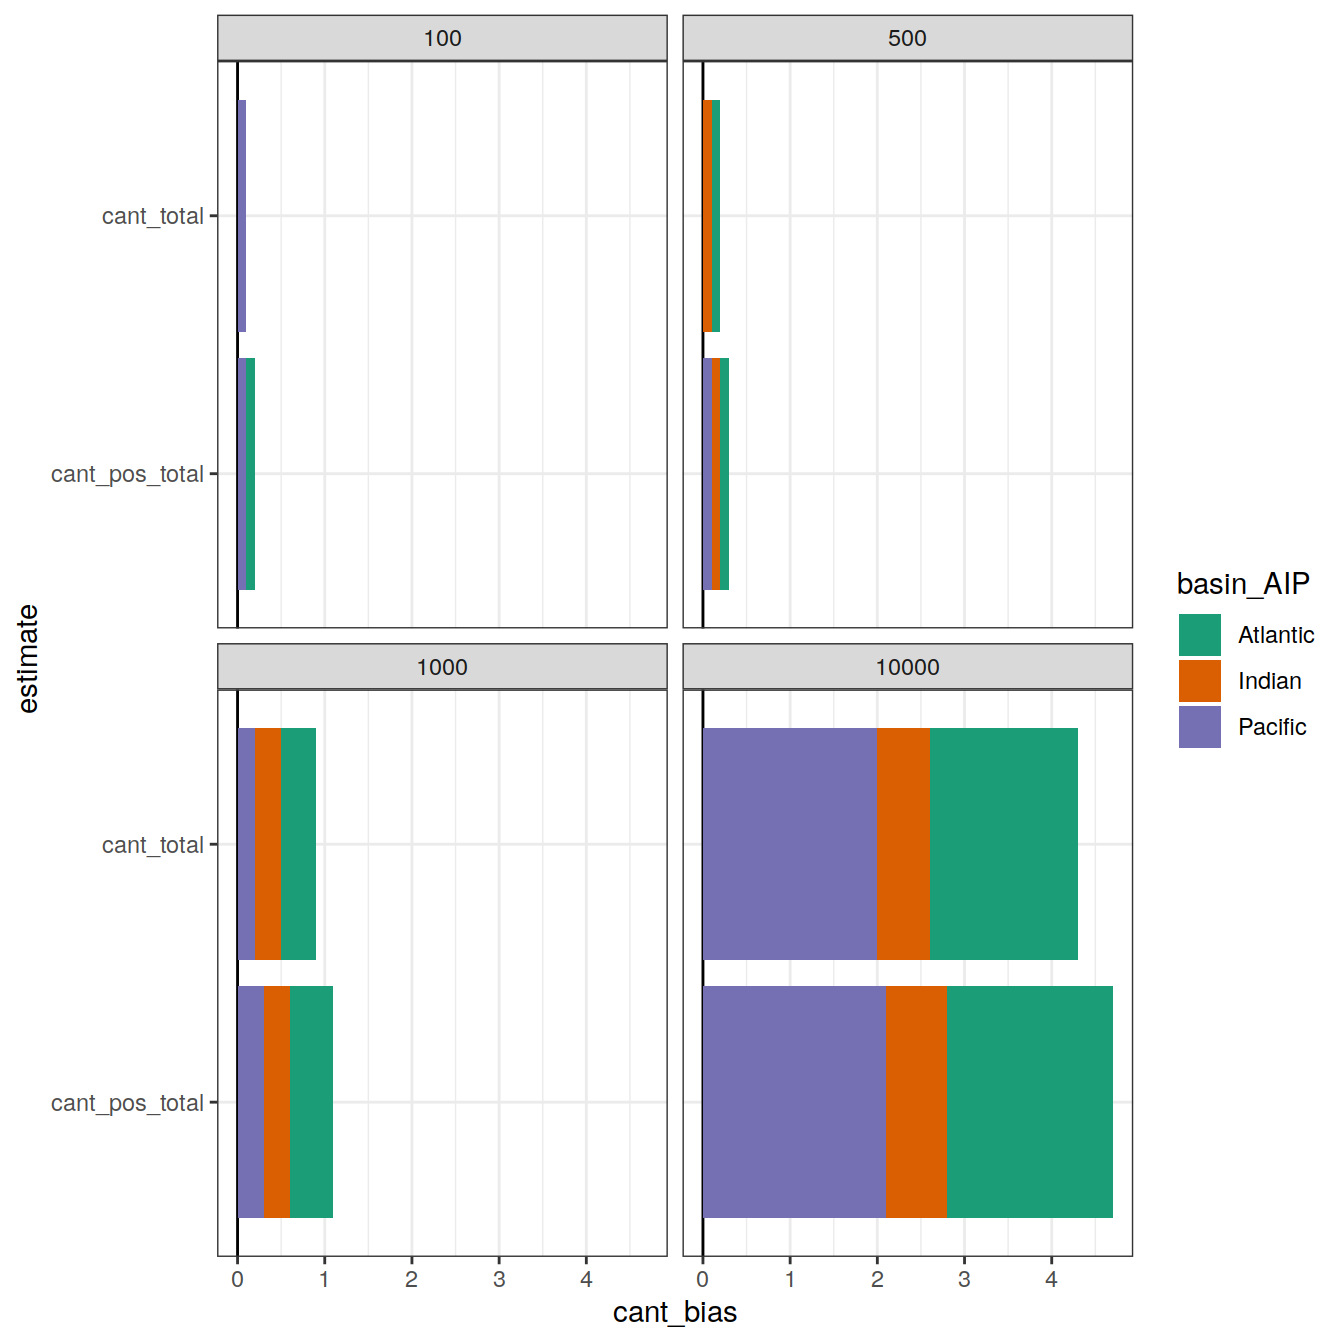 100
500
cant_total
cant_pos_total
1000
10000
cant_total
cant_pos_total
0 1 2 3 4
0 1 2 3 4
cant_bias
estimate
basin_AIP
Atlantic
Indian
Pacific